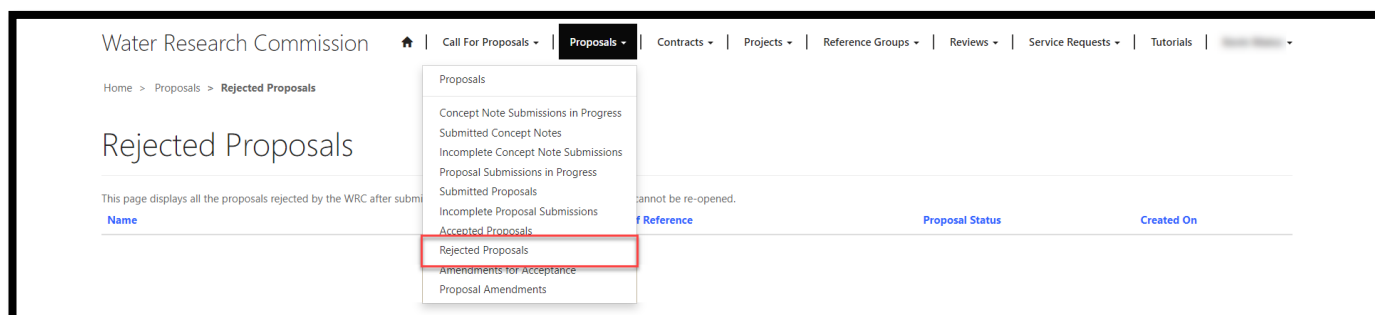 Water Research Commission
Call For Proposals
Proposals
Contracts
Projects
Reference Groups
Reviews
Service Requests
Tutorials
Home > Proposals > Rejected Proposals
Proposals
Concept Note Submissions in Progress
Submitted Concept Notes
Incomplete Concept Note Submissions
Proposal Submissions in Progress
Submitted Proposals
Incomplete Proposal Submissions
Accepted Proposals
Rejected Proposals
Amendments for Acceptance
Proposal Amendments
Rejected Proposals
This page displays all the proposals rejected by the WRC after submi
cannot be re-opened.
Name
f Reference
Proposal Status
Created On